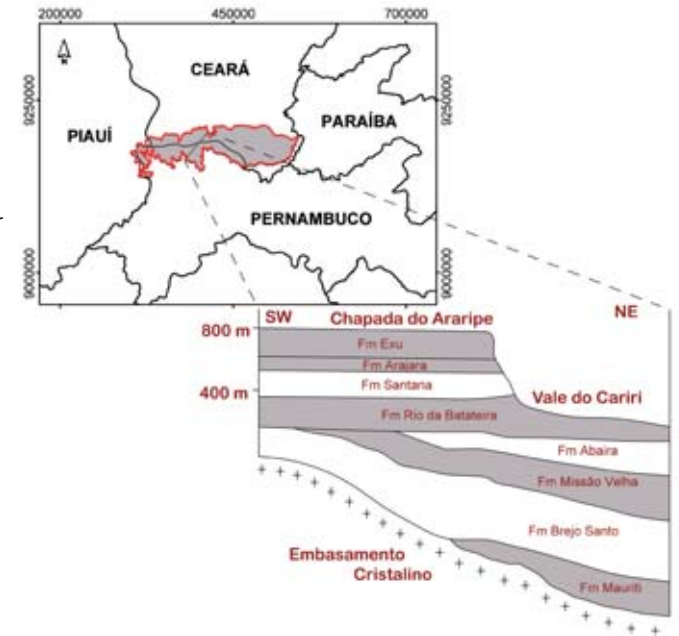 200000 450000 700000
9250000
9250000
CEARÁ
PIAUÍ
PARAÍBA
PERNAMBUCO
9000000
9000000
SW
Chapada do Araripe
NE
800 m
Fm Exu
Fm Arajara
Fm Santana
400 m
Vale do Cariri
Fm Rio da Batateira
Fm Abaira
Fm Missão Velha
Fm Brejo Santo
Embasamento
Cristalino
Fm Mauriti